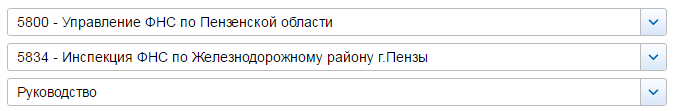 5800 - Управление ФНС по Пензенской области
5834 - Инспекция ФНС по Железнодорожному району г.Пензы
Руководство